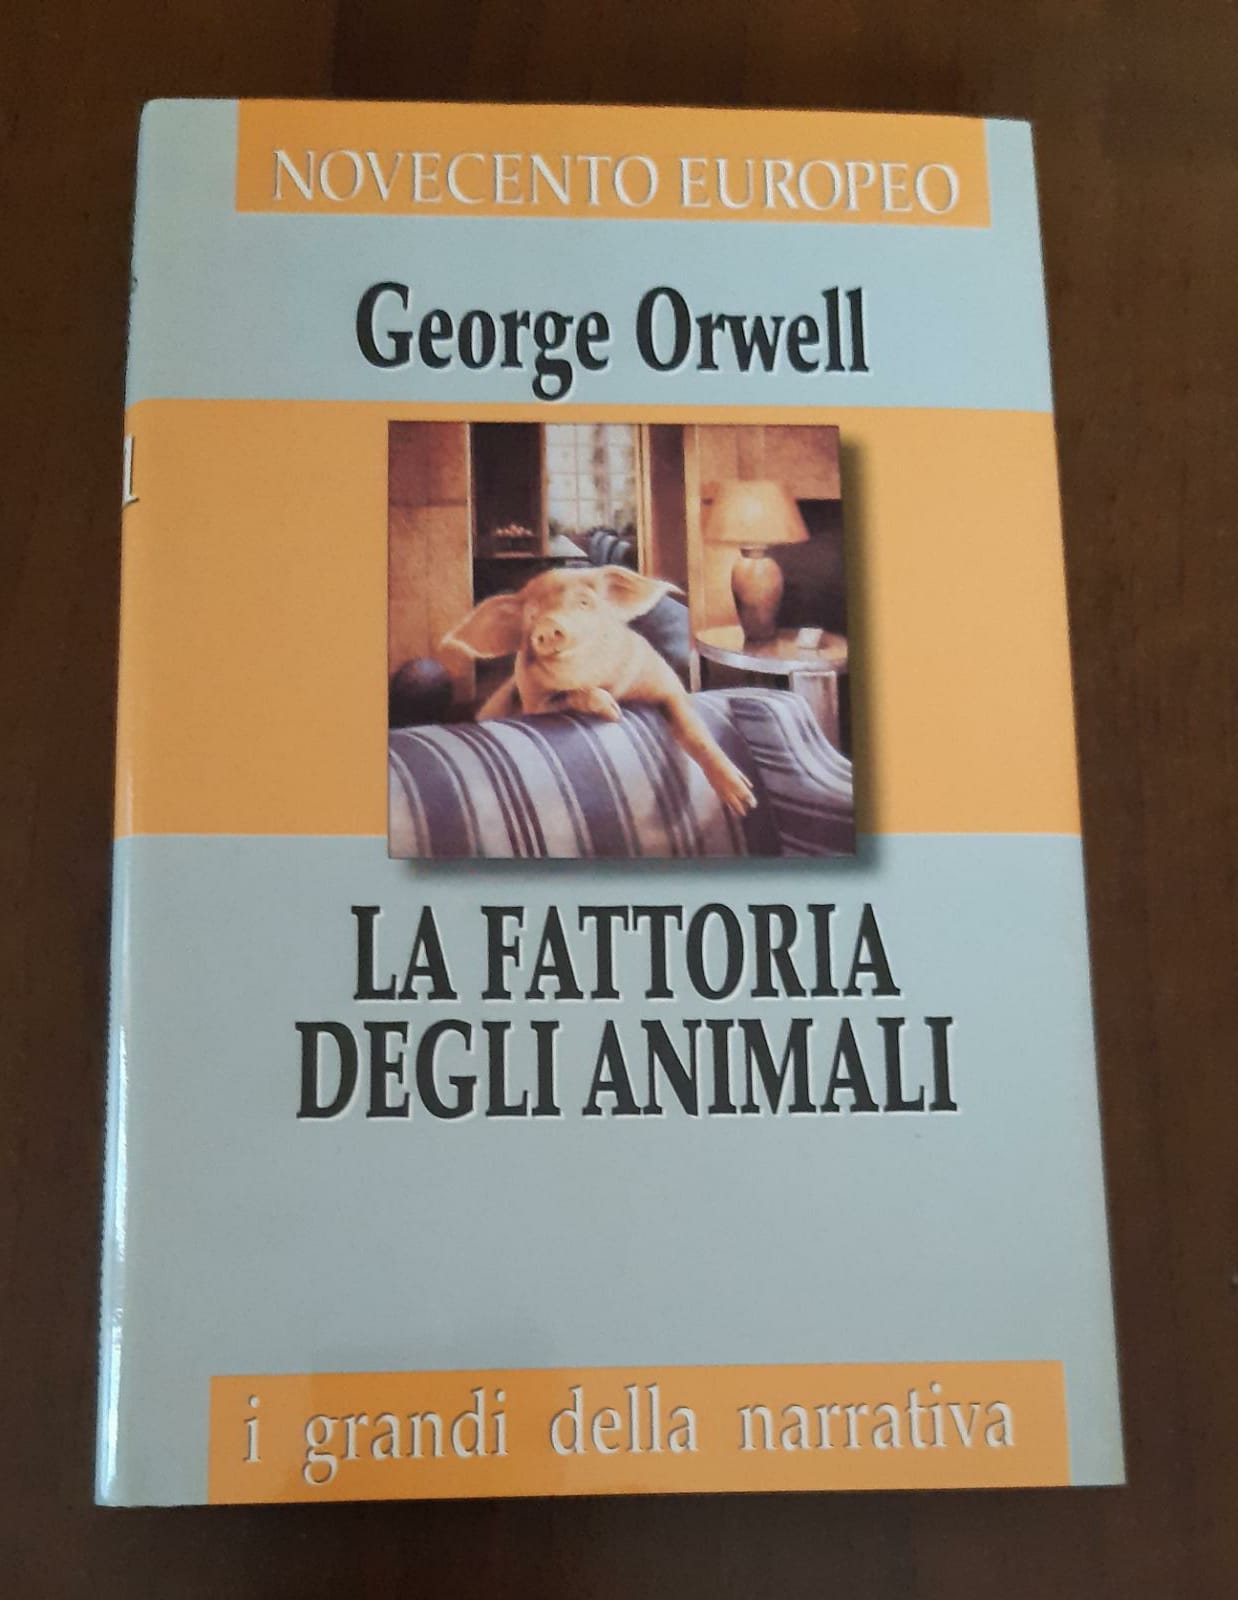 NOVECENTO EUROPEO
George Orwell
LA FATTORIA
DEGLI ANIMALI
i grandi della narrativa